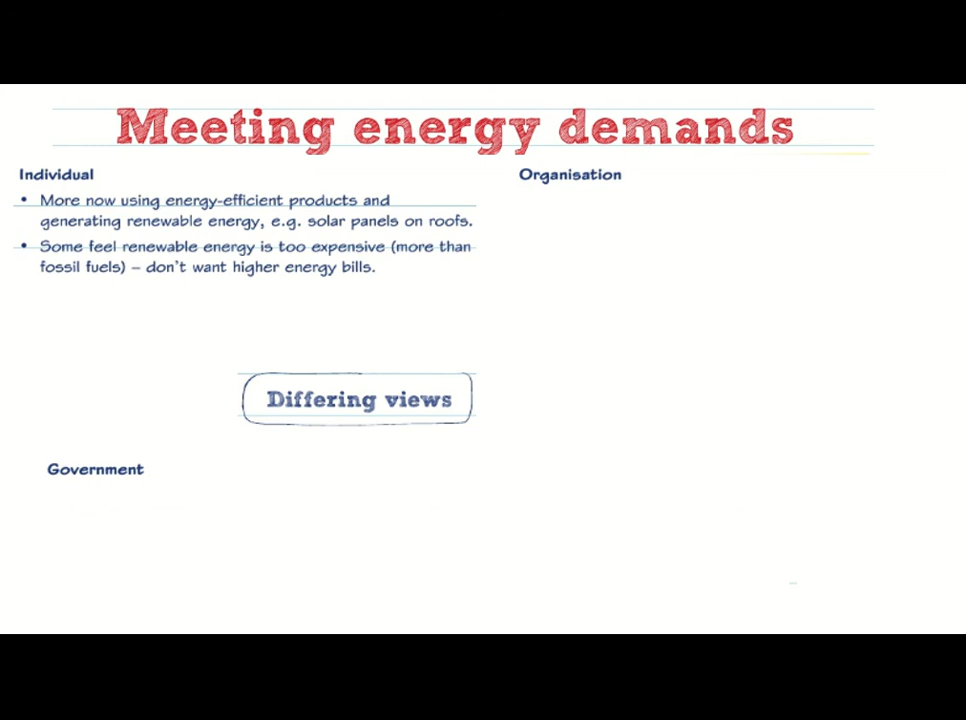 Meeting energy demands
Individual
• More now using energy-efficient products and
generating renewable energy, e.g. solar panels on roofs.
• Some feel renewable energy is too expensive (more than
fossil fuels) – don't want higher energy bills.
Organisation
Differing views
Government